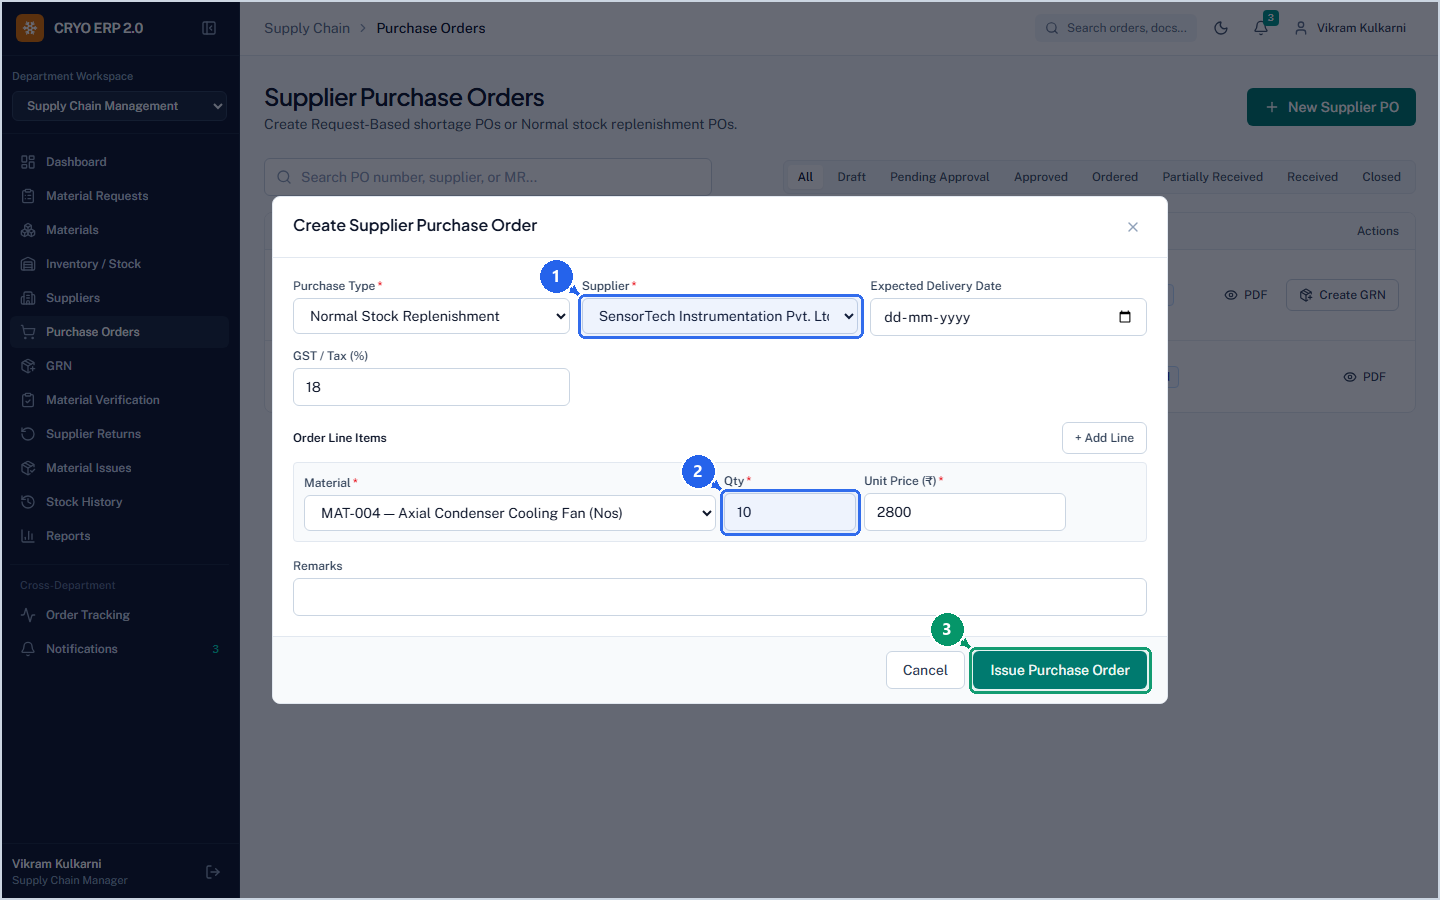 CRYO ERP 2.0
Supply Chain
Purchase Orders
Search orders, docs...
3
Vikram Kulkarni
Department Workspace
Supply Chain Management
Dashboard
Material Requests
Materials
Inventory / Stock
Suppliers
Purchase Orders
GRN
Material Verification
Supplier Returns
Material Issues
Stock History
Reports
Cross-Department
Order Tracking
Notifications 3
Vikram Kulkarni
Supply Chain Manager
Supplier Purchase Orders
Create Request-Based shortage POs or Normal stock replenishment POs.
+ New Supplier PO
Search PO number, supplier, or MR...
All Draft Pending Approval Approved Ordered Partially Received Received Closed
Actions
PDF Create GRN
PDF
Create Supplier Purchase Order
×
Purchase Type *
Normal Stock Replenishment
1
Supplier *
SensorTech Instrumentation Pvt. Ltd
Expected Delivery Date
dd-mm-yyyy
GST / Tax (%)
18
Order Line Items
+ Add Line
Material *
MAT-004 — Axial Condenser Cooling Fan (Nos)
2
Qty *
10
Unit Price (₹) *
2800
Remarks
3
Cancel
Issue Purchase Order